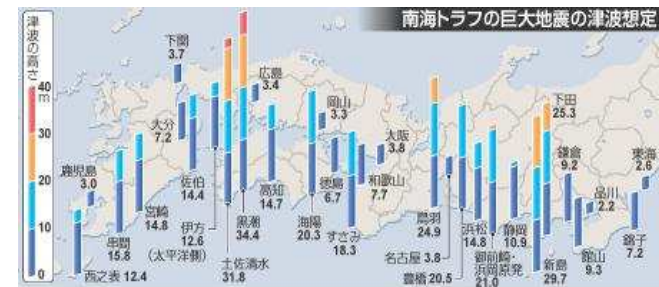 南海トラフの巨大地震の津波想定
津波の高さ
40
m
30
20
10
0
下関
3.7
広島
3.4
岡山
3.3
大阪
3.8
下田
25.3
鎌倉
9.2
東海
2.6
大分
7.2
鹿児島
3.0
佐伯
14.4
高知
14.7
徳島
6.7
和歌山
7.7
品川
2.2
宮崎
14.8
伊方
12.6
(太平洋側)
黒潮
34.4
海陽
20.3
すさみ
18.3
鳥羽
24.9
浜松
14.8
静岡
10.9
銚子
7.2
串間
15.8
名古屋 3.8
御前崎・
浜岡原発
21.0
館山
9.3
西之表 12.4
土佐清水
31.8
豊橋 20.5
新島
29.7